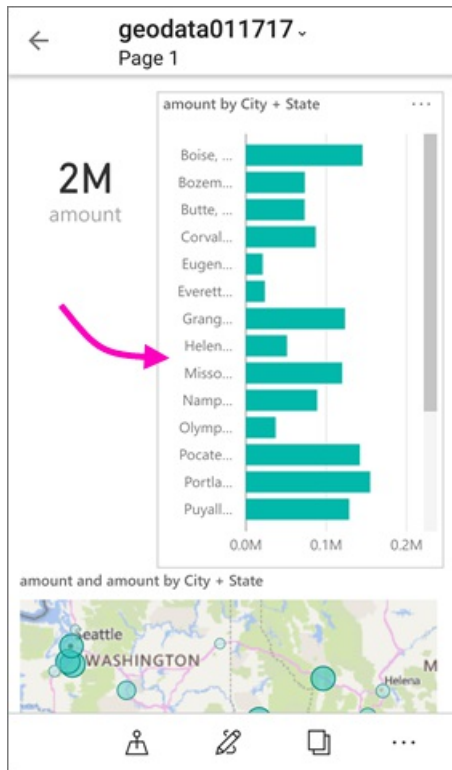 geodata011717
Page 1
amount by City + State
...
2M
amount
Boise, ...
Bozem...
Butte, ...
Corval...
Eugen...
Everett...
Grang...
Helen...
Misso...
Namp...
Olymp...
Pocate...
Portla...
Puyall...
0.0M 0.1M 0.2M
amount and amount by City + State
Seattle
WASHINGTON
M
Helena
...